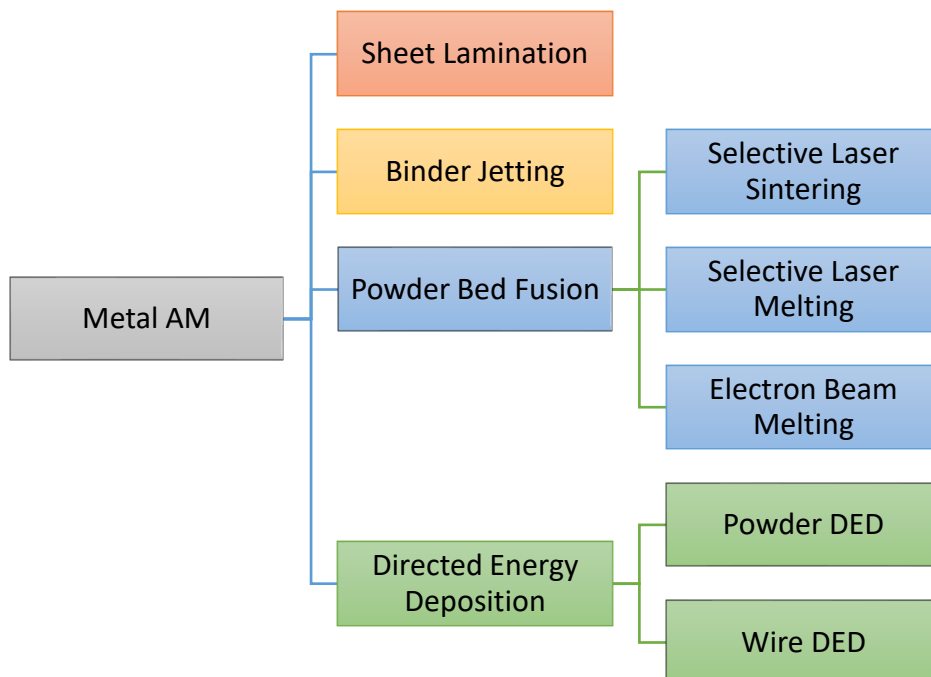 Metal AM
Sheet Lamination
Binder Jetting
Powder Bed Fusion
Selective Laser
Sintering
Selective Laser
Melting
Electron Beam
Melting
Directed Energy
Deposition
Powder DED
Wire DED